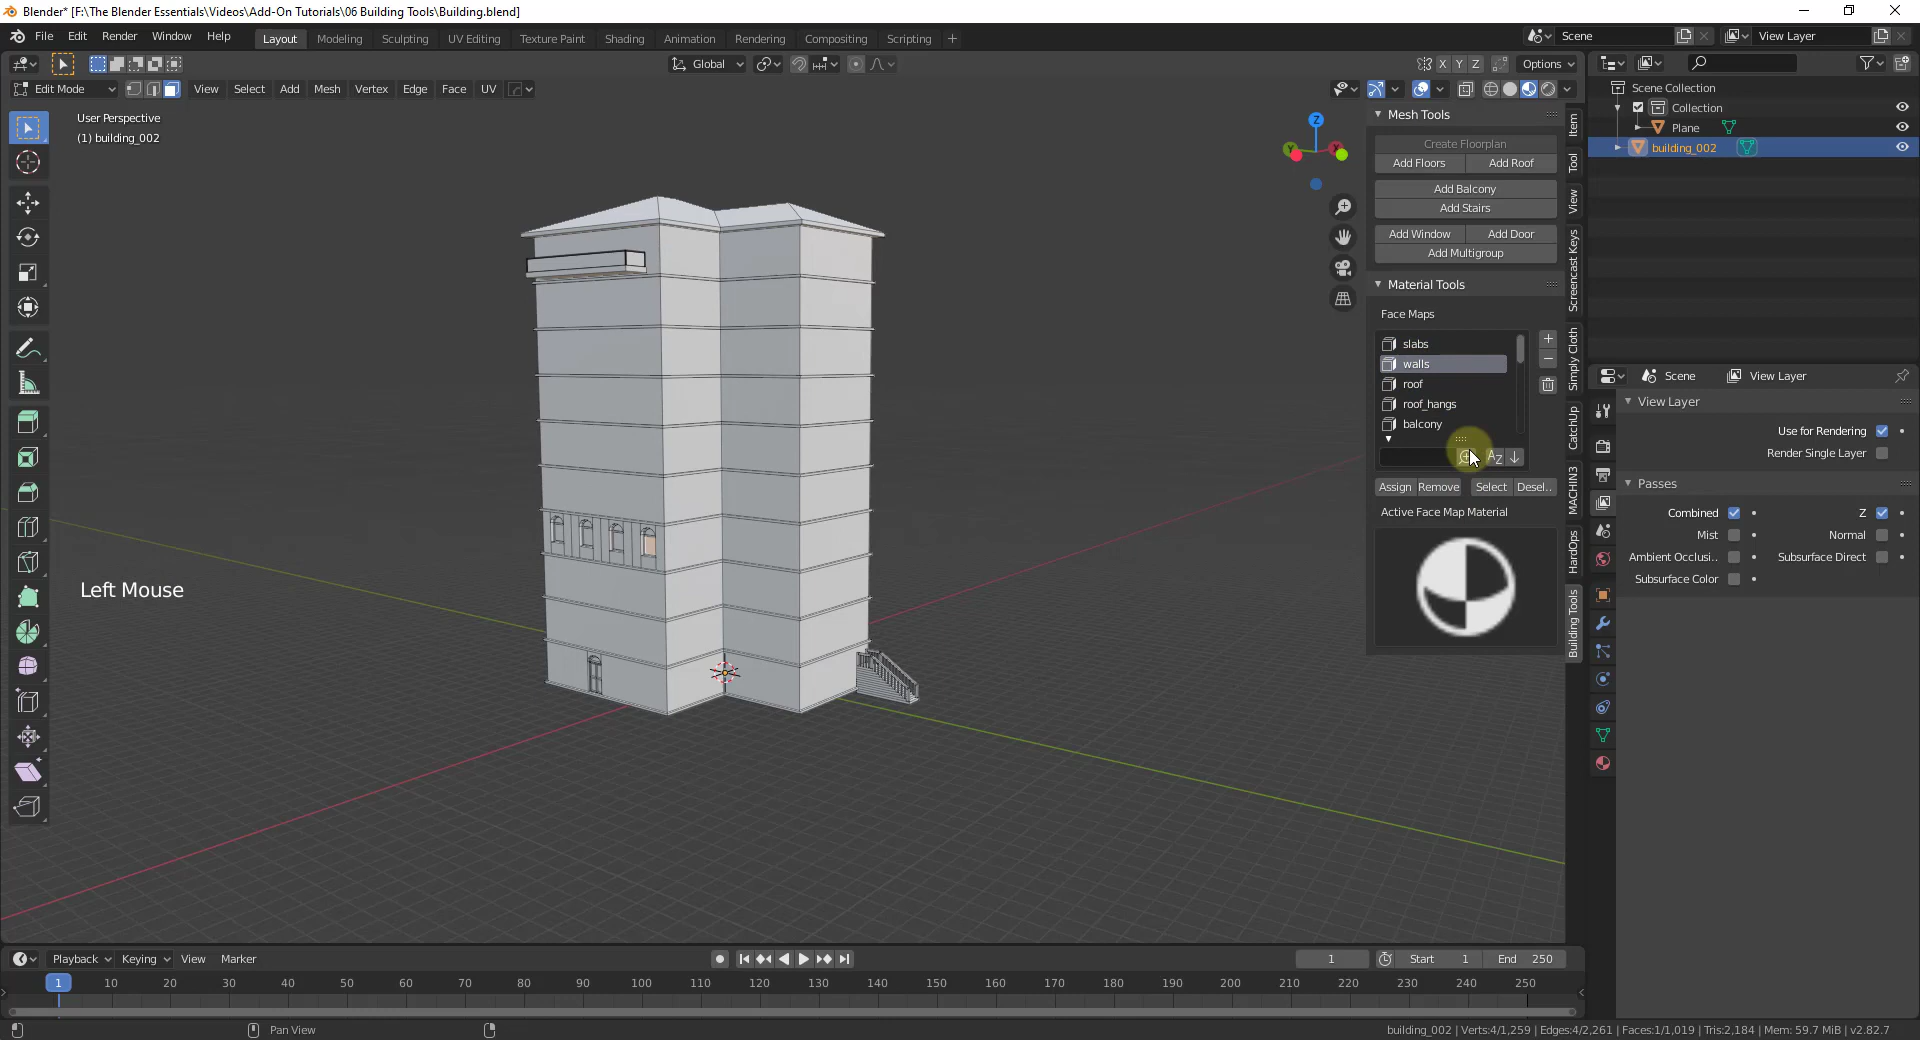 Blender* [F:\The Blender Essentials\Videos\Add-On Tutorials\06 Building Tools\Building.blend]
File Edit Render Window Help Layout Modeling Sculpting UV Editing Texture Paint Shading Animation Rendering Compositing Scripting + Scene View Layer
Global X Y Z Options
Edit Mode View Select Add Mesh Vertex Edge Face UV
User Perspective
(1) building_002
Z
Y
X
Left Mouse
Mesh Tools
Create Floorplan
Add Floors Add Roof
Add Balcony
Add Stairs
Add Window Add Door
Add Multigroup
Material Tools
Face Maps
slabs
walls
roof
roof_hangs
balcony
Assign Remove Select Desel..
Active Face Map Material
Item
Tool
View
Screencast Keys
Simply Cloth
CatchUp
MACHIN3
HardOps
Building Tools
Scene Collection
Collection
Plane
building_002
Scene View Layer
View Layer
Use for Rendering
Render Single Layer
Passes
Combined Z
Mist Normal
Ambient Occlusi.. Subsurface Direct
Subsurface Color
Playback Keying View Marker 1 Start 1 End 250
1 10 20 30 40 50 60 70 80 90 100 110 120 130 140 150 160 170 180 190 200 210 220 230 240 250
Pan View
building_002 | Verts:4/1,259 | Edges:4/2,261 | Faces:1/1,019 | Tris:2,184 | Mem: 59.7 MiB | v2.82.7